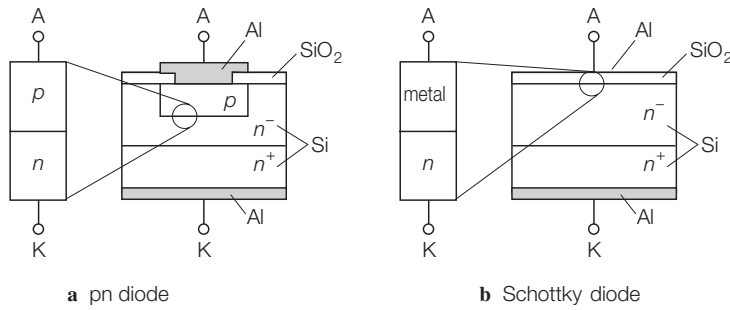 A
A
Al
SiO₂
p
p
n
n⁻
n⁺
Si
Al
K
K
a pn diode
A
A
Al
SiO₂
metal
n
n⁻
n⁺
Si
Al
K
K
b Schottky diode